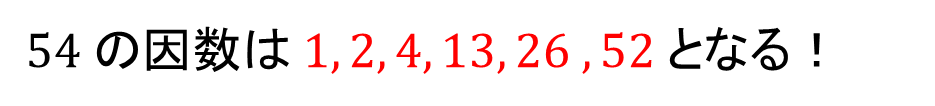 54 の因数は 1, 2, 4, 13, 26 , 52 となる！